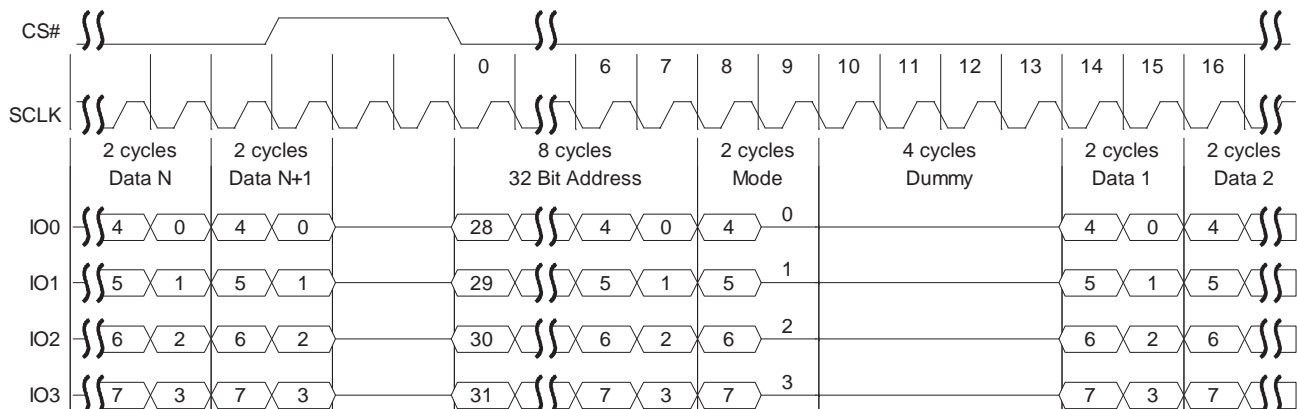 CS#
0 6 7 8 9 10 11 12 13 14 15 16
SCLK
2 cycles 2 cycles 8 cycles 2 cycles 4 cycles 2 cycles 2 cycles
Data N Data N+1 32 Bit Address Mode Dummy Data 1 Data 2
IO0 4 0 4 0 28 4 0 4 0 4 0 4
IO1 5 1 5 1 29 5 1 5 1 5 1 5
IO2 6 2 6 2 30 6 2 6 2 6 2 6
IO3 7 3 7 3 31 7 3 7 3 7 3 7